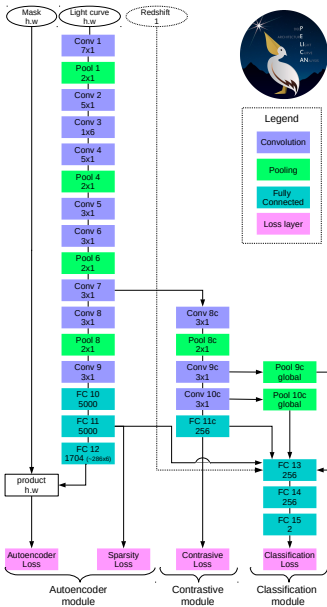 Mask
h.w
Light curve
h.w
Redshift
1
Conv 1
7x1
Pool 1
2x1
Conv 2
5x1
Conv 3
1x6
Conv 4
5x1
Pool 4
2x1
Conv 5
3x1
Conv 6
3x1
Pool 6
2x1
Conv 7
3x1
Conv 8
3x1
Pool 8
2x1
Conv 9
3x1
FC 10
5000
FC 11
5000
FC 12
1704 (~286x6)
product
h.w
Autoencoder
Loss
Sparsity
Loss
Autoencoder
module
Conv 8c
3x1
Pool 8c
2x1
Conv 9c
3x1
Conv 10c
3x1
FC 11c
256
Contrasive
Loss
Contrastive
module
Pool 9c
global
Pool 10c
global
FC 13
256
FC 14
256
FC 15
2
Classification
Loss
Classification
module
P
E
LI
C
AN
Legend
Convolution
Pooling
Fully
Connected
Loss layer